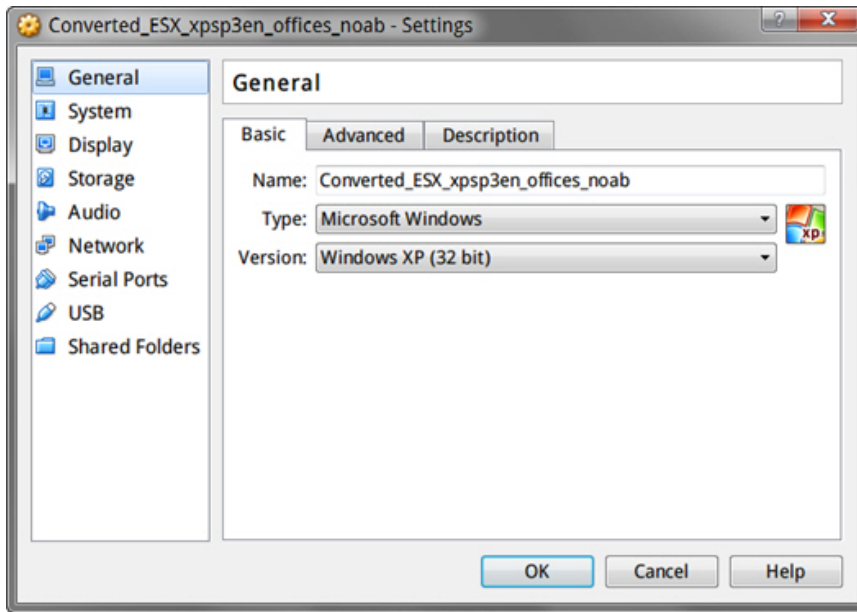 Converted_ESX_xpsp3en_offices_noab - Settings
?
X
General
System
Display
Storage
Audio
Network
Serial Ports
USB
Shared Folders
General
Basic Advanced Description
Name: Converted_ESX_xpsp3en_offices_noab
Type: Microsoft Windows
xp
Version: Windows XP (32 bit)
OK Cancel Help